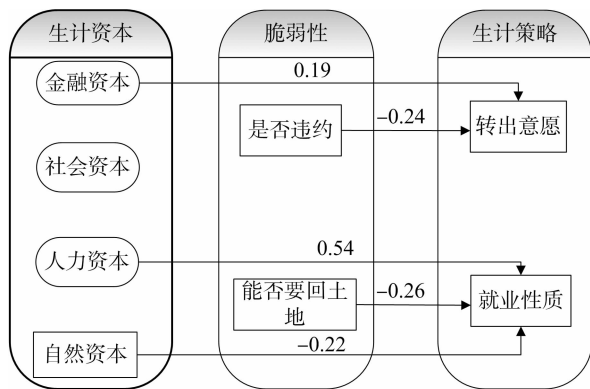 生计资本
脆弱性
生计策略
金融资本
0.19
是否违约
-0.24
转出意愿
社会资本
人力资本
0.54
能否要回土
地
-0.26
就业性质
自然资本
-0.22